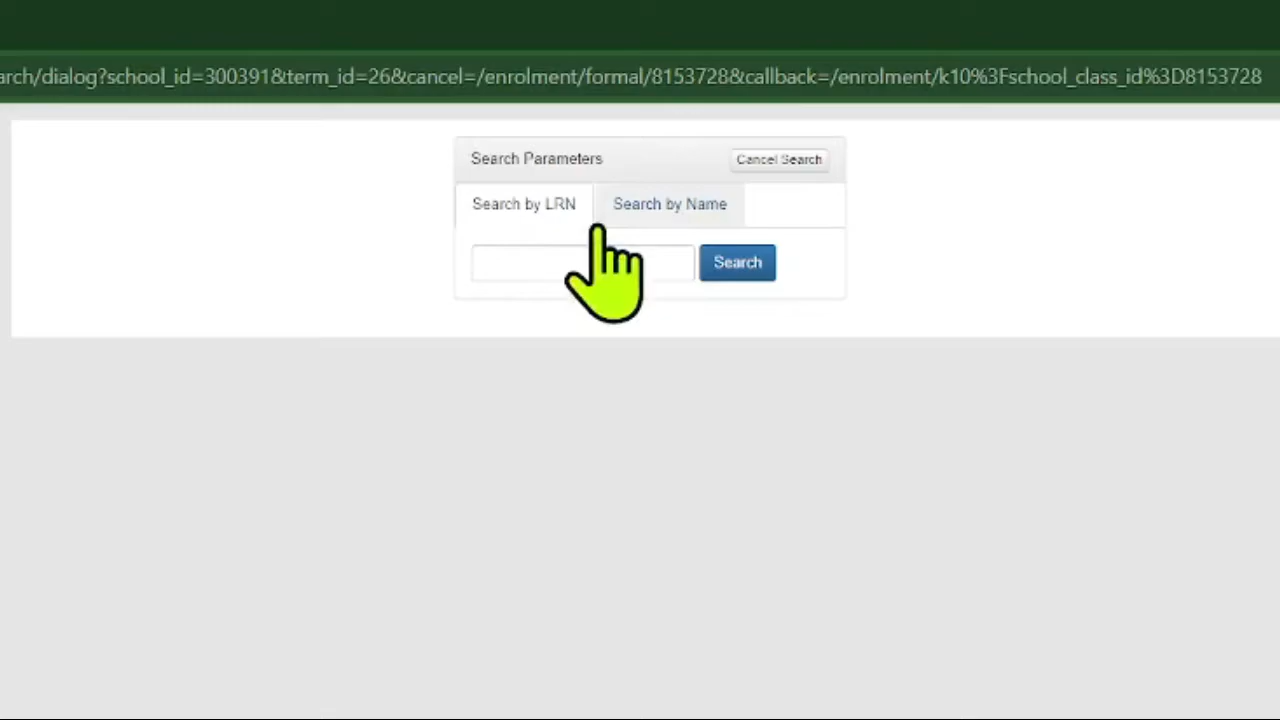 arch/dialog?school_id=300391&term_id=26&cancel=/enrolment/formal/8153728&callback=/enrolment/k10%3Fschool_class_id%3D8153728
Search Parameters
Cancel Search
Search by LRN
Search by Name
Search